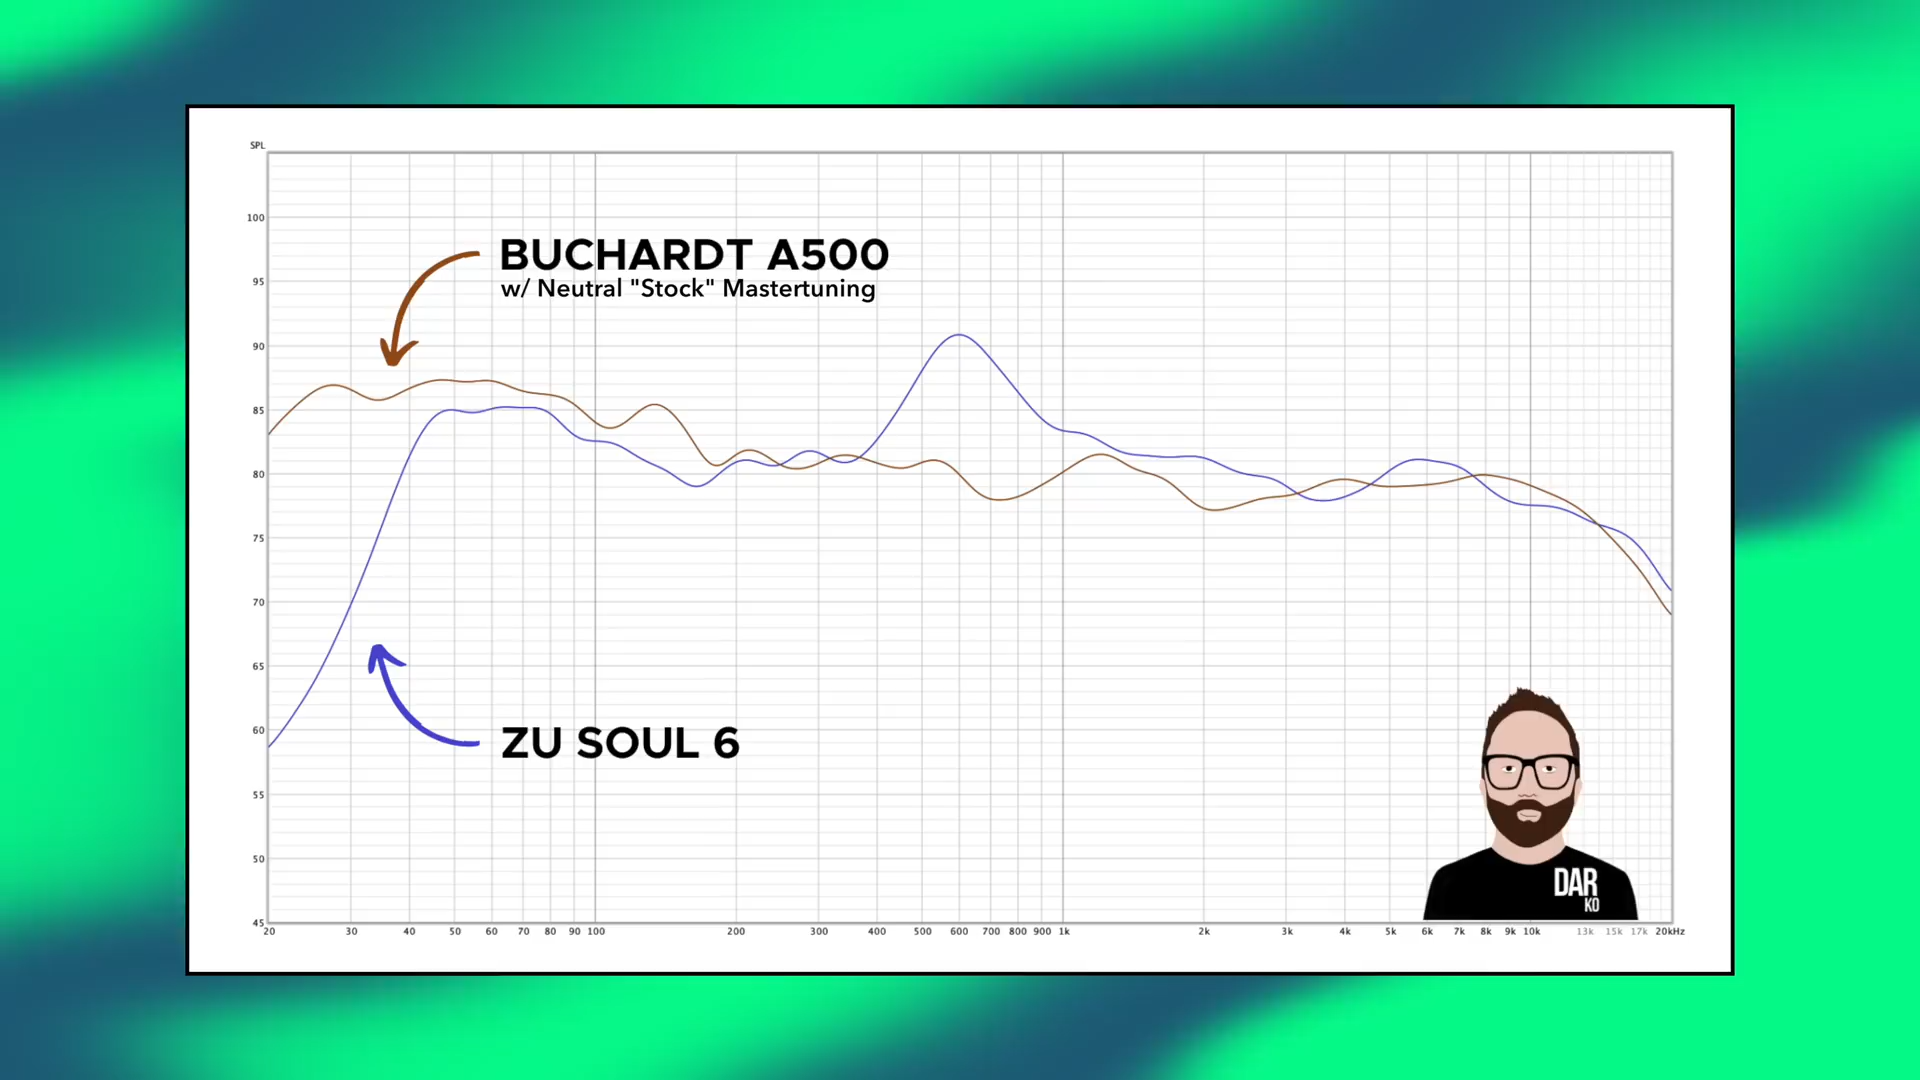 SPL
100
95
90
85
80
75
70
65
60
55
50
45
BUCHARDT A500
w/ Neutral "Stock" Mastertuning
ZU SOUL 6
DAR
KO
20 30 40 50 60 70 80 90 100 200 300 400 500 600 700 800 900 1k 2k 3k 4k 5k 6k 7k 8k 9k 10k 13k 15k 17k 20kHz